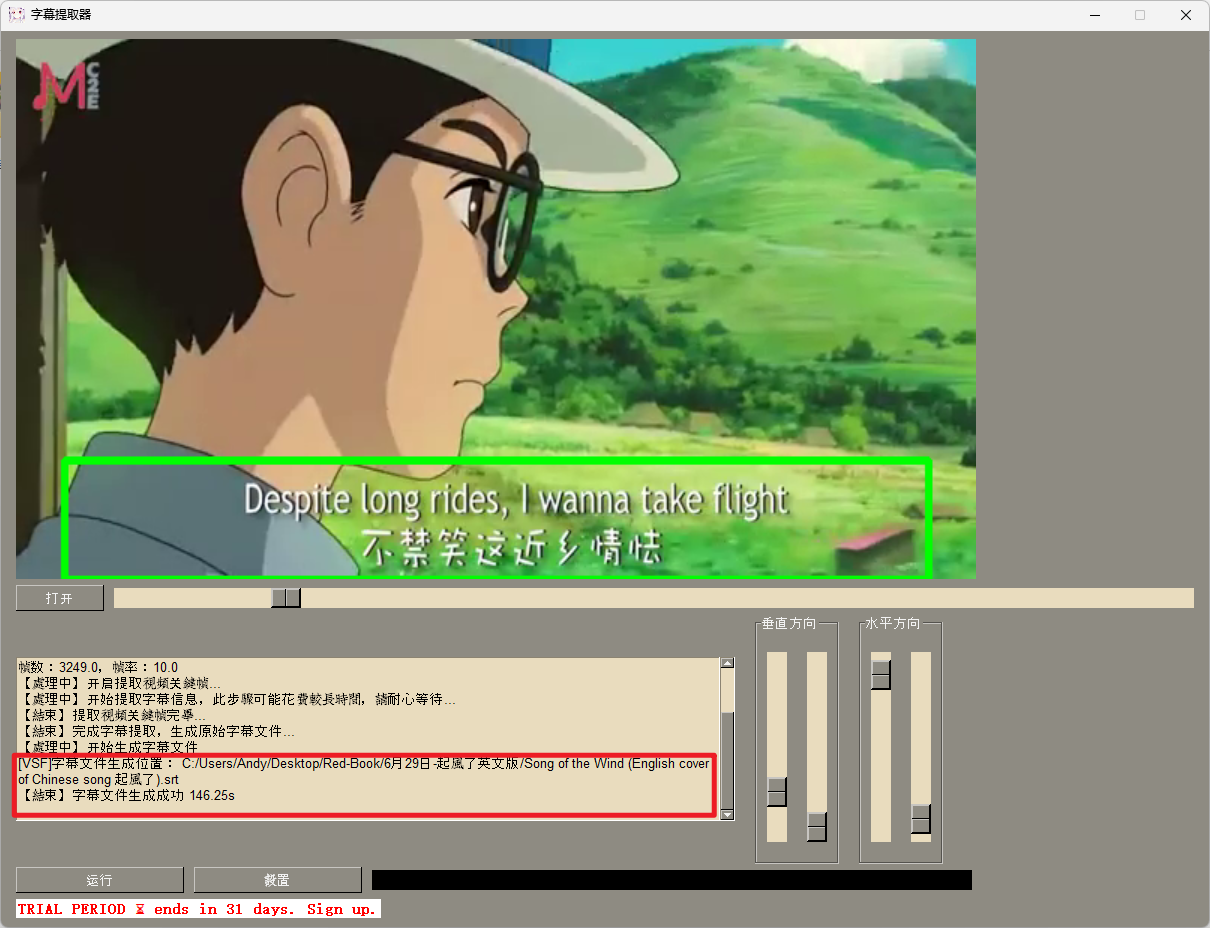 字幕提取器
M CZZE
Despite long rides, I wanna take flight
不禁笑这近乡情怯
打开
垂直方向
水平方向
幀数：3249.0，幀率：10.0
【處理中】开启提取視頻关鍵幀...
【處理中】开始提取字幕信息，此步驟可能花費較長時間，請耐心等待...
【結束】提取視頻关鍵幀完畢...
【結束】完成字幕提取，生成原始字幕文件...
【處理中】开始生成字幕文件
[VSF]字幕文件生成位置： C:/Users/Andy/Desktop/Red-Book/6月29日-起風了英文版/Song of the Wind (English cover
of Chinese song 起風了).srt
【結束】字幕文件生成成功 146.25s
运行
設置
TRIAL PERIOD ⧗ ends in 31 days. Sign up.